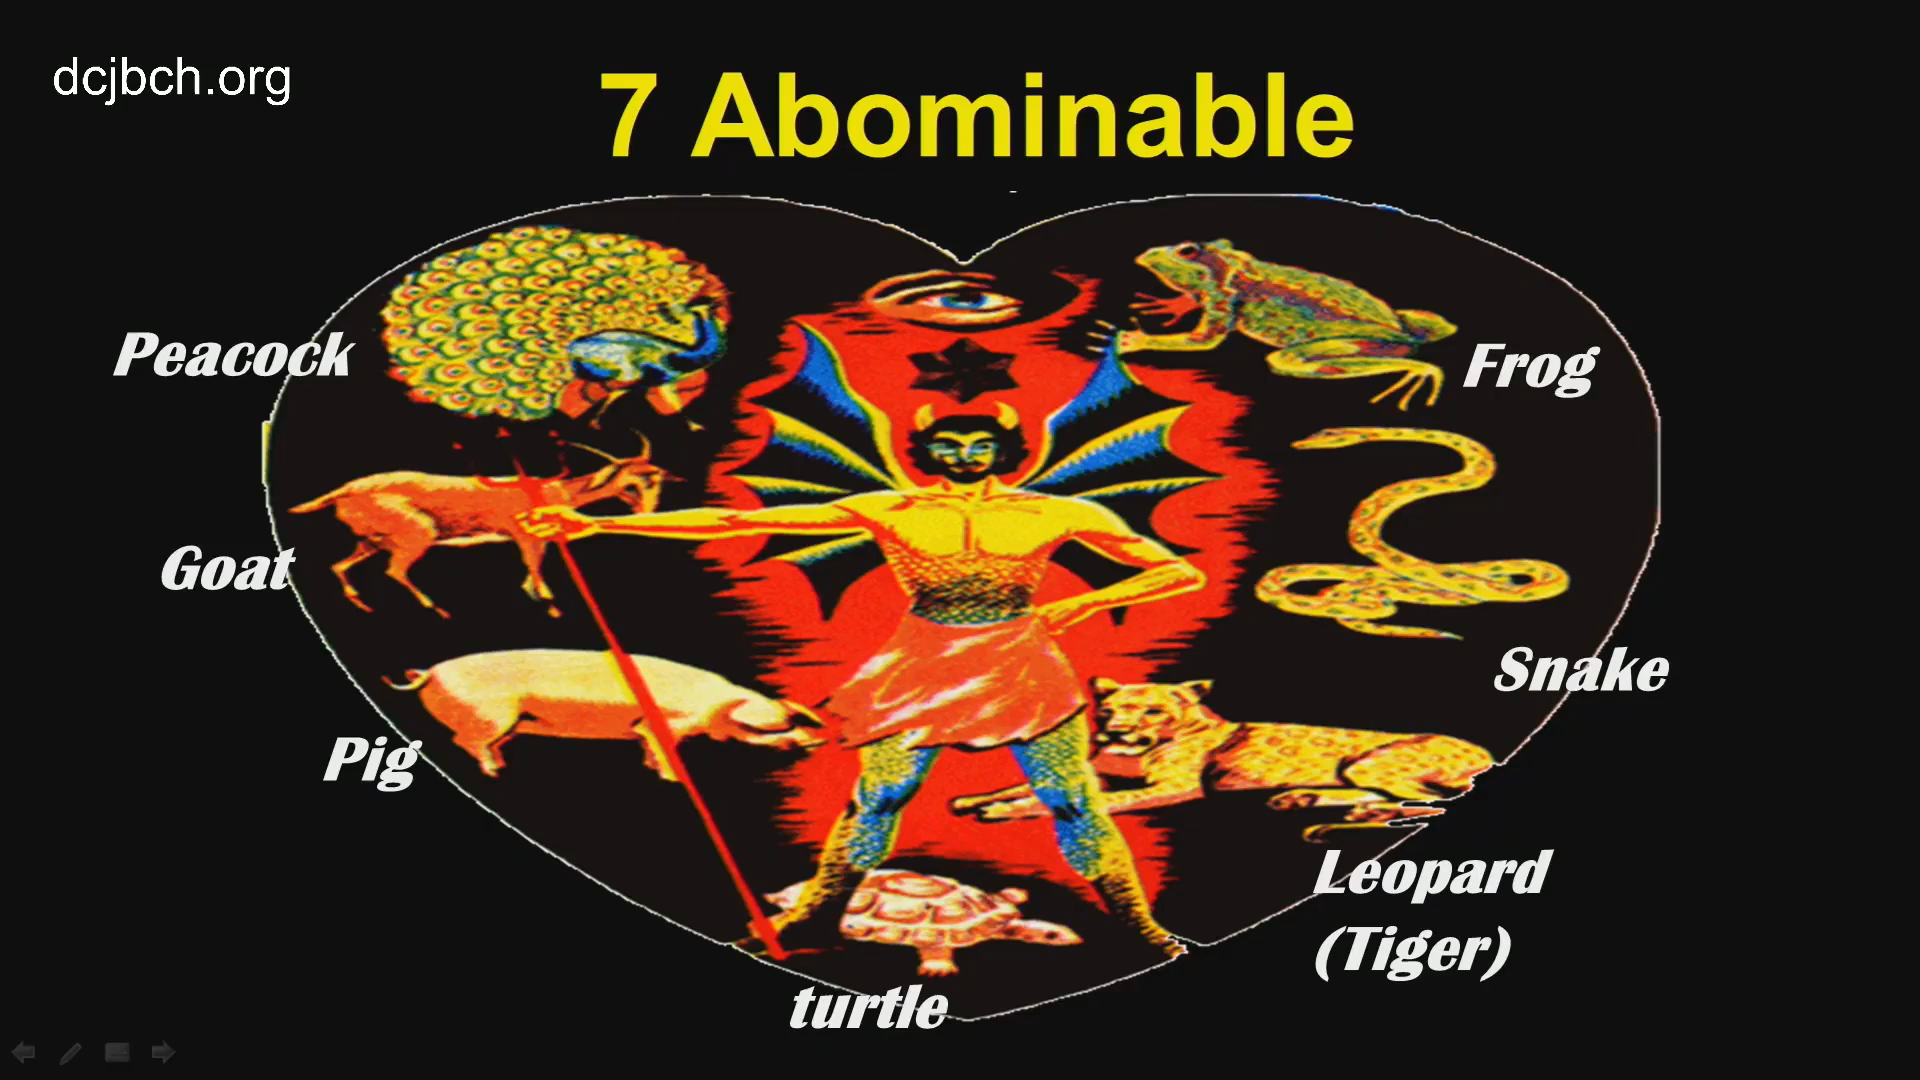 dcjbch.org
7 Abominable
Peacock
Frog
Goat
Snake
Pig
Leopard
(Tiger)
turtle